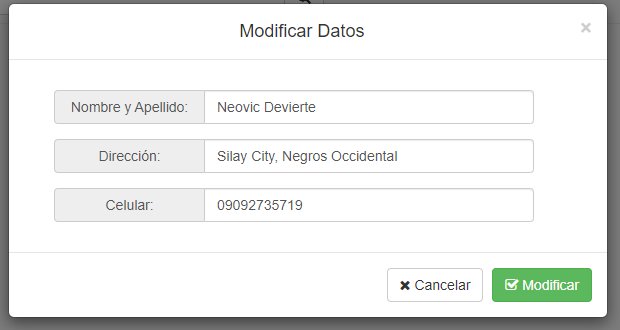 Modificar Datos
×
Nombre y Apellido: Neovic Devierte
Dirección: Silay City, Negros Occidental
Celular: 09092735719
Cancelar Modificar